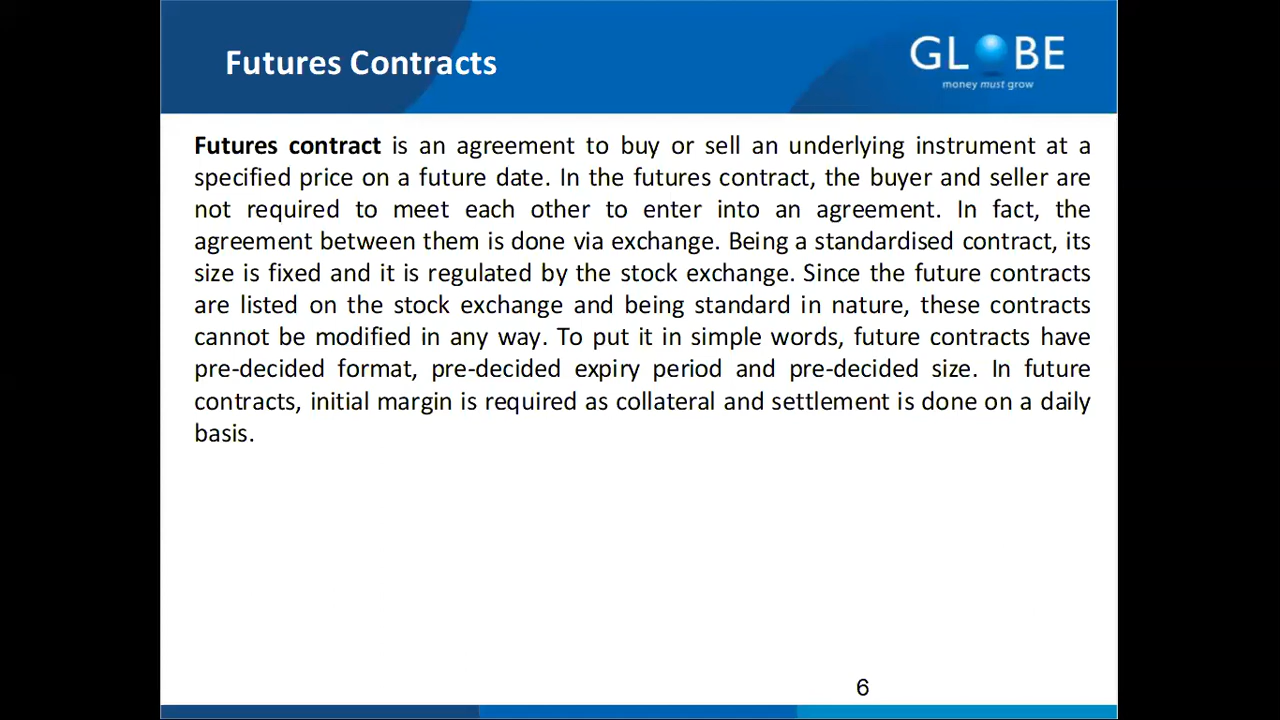 Futures Contracts
GLOBE
money must grow
Futures contract is an agreement to buy or sell an underlying instrument at a
specified price on a future date. In the futures contract, the buyer and seller are
not required to meet each other to enter into an agreement. In fact, the
agreement between them is done via exchange. Being a standardised contract, its
size is fixed and it is regulated by the stock exchange. Since the future contracts
are listed on the stock exchange and being standard in nature, these contracts
cannot be modified in any way. To put it in simple words, future contracts have
pre-decided format, pre-decided expiry period and pre-decided size. In future
contracts, initial margin is required as collateral and settlement is done on a daily
basis.
6